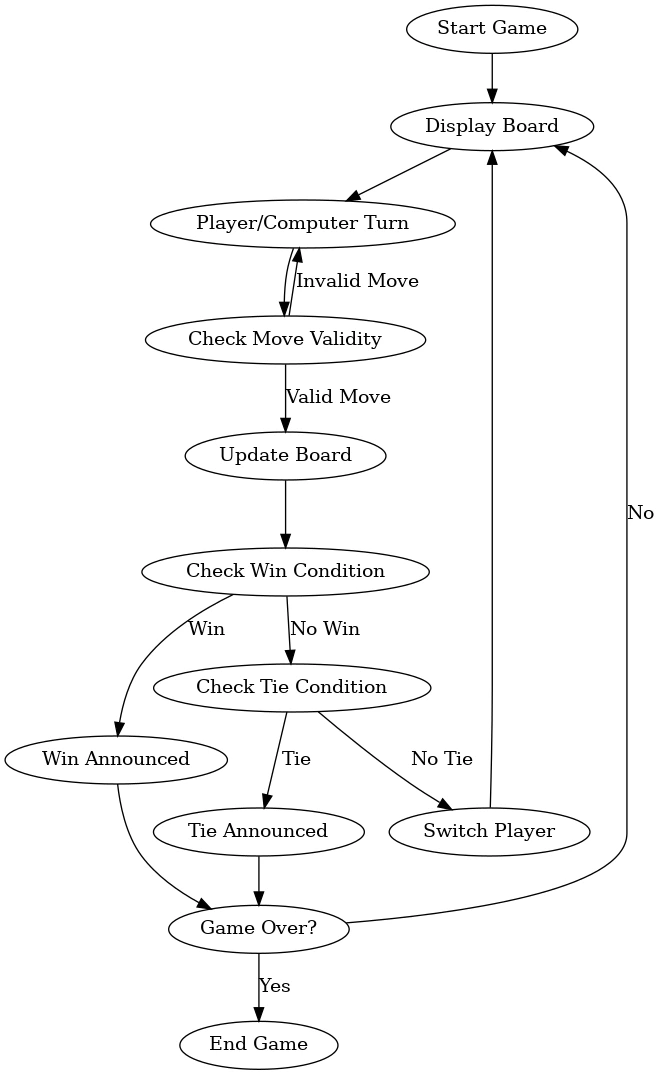 Start Game
Display Board
Player/Computer Turn
Invalid Move
Check Move Validity
Valid Move
Update Board
No
Check Win Condition
Win
No Win
Check Tie Condition
Win Announced
Tie
No Tie
Tie Announced
Switch Player
Game Over?
Yes
End Game